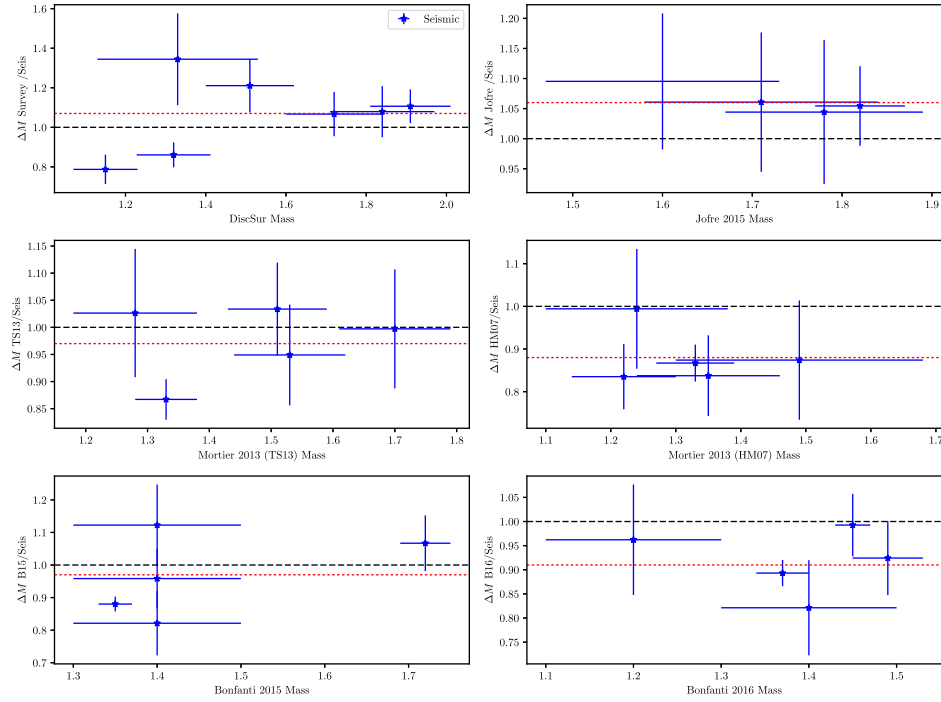 1.6
1.4
1.2
1.0
0.8
ΔM Survey /Seis
Seismic
1.2 1.4 1.6 1.8 2.0
DiscSur Mass
1.20
1.15
1.10
1.05
1.00
0.95
ΔM Jofre /Seis
1.5 1.6 1.7 1.8 1.9
Jofre 2015 Mass
1.15
1.10
1.05
1.00
0.95
0.90
0.85
ΔM TS13/Seis
1.2 1.3 1.4 1.5 1.6 1.7 1.8
Mortier 2013 (TS13) Mass
1.1
1.0
0.9
0.8
ΔM HM07/Seis
1.1 1.2 1.3 1.4 1.5 1.6 1.7
Mortier 2013 (HM07) Mass
1.2
1.1
1.0
0.9
0.8
0.7
ΔM B15/Seis
1.3 1.4 1.5 1.6 1.7
Bonfanti 2015 Mass
1.05
1.00
0.95
0.90
0.85
0.80
0.75
ΔM B16/Seis
1.1 1.2 1.3 1.4 1.5
Bonfanti 2016 Mass